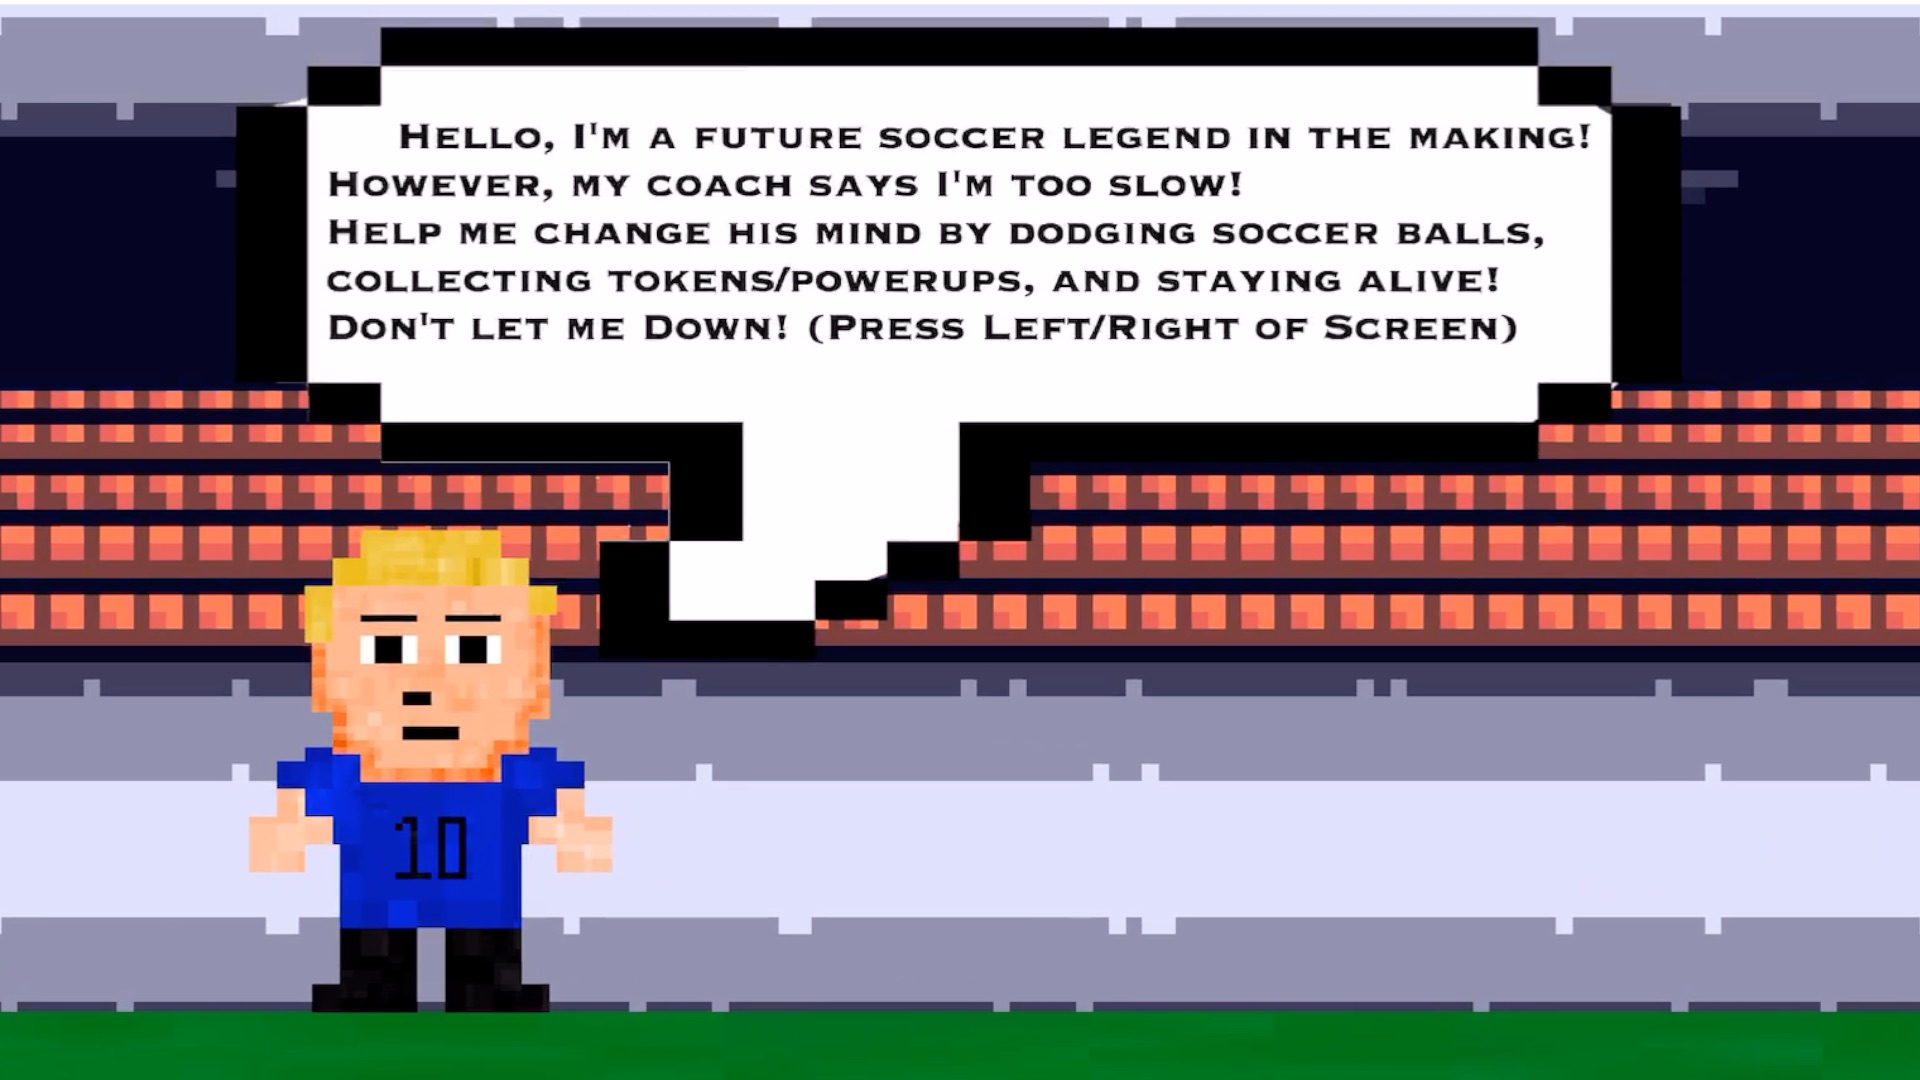 Hello, I'm a future soccer legend in the making!
However, my coach says I'm too slow!
Help me change his mind by dodging soccer balls,
collecting tokens/powerups, and staying alive!
Don't let me Down! (Press Left/Right of Screen)
10